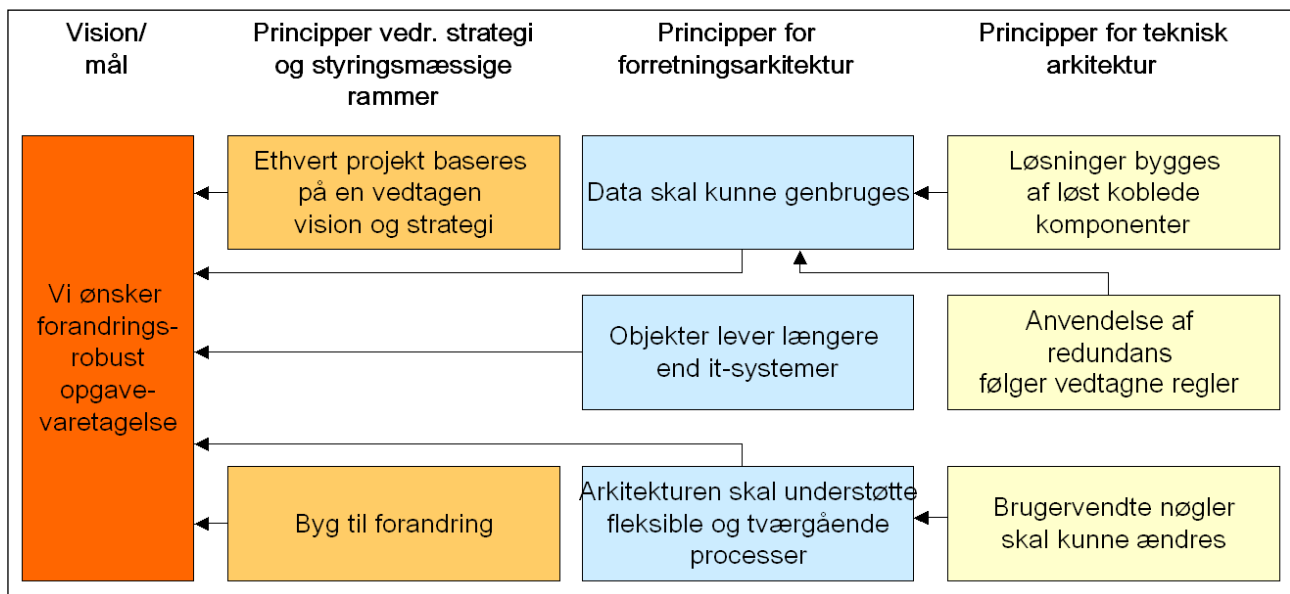 Vision/
mål
Principper vedr. strategi
og styringsmæssige
rammer
Principper for
forretningsarkitektur
Principper for teknisk
arkitektur
Vi ønsker
forandrings-
robust
opgave-
varetagelse
Ethvert projekt baseres
på en vedtagen
vision og strategi
Data skal kunne genbruges
Løsninger bygges
af løst koblede
komponenter
Objekter lever længere
end it-systemer
Anvendelse af
redundans
følger vedtagne regler
Byg til forandring
Arkitekturen skal understøtte
fleksible og tværgående
processer
Brugervendte nøgler
skal kunne ændres